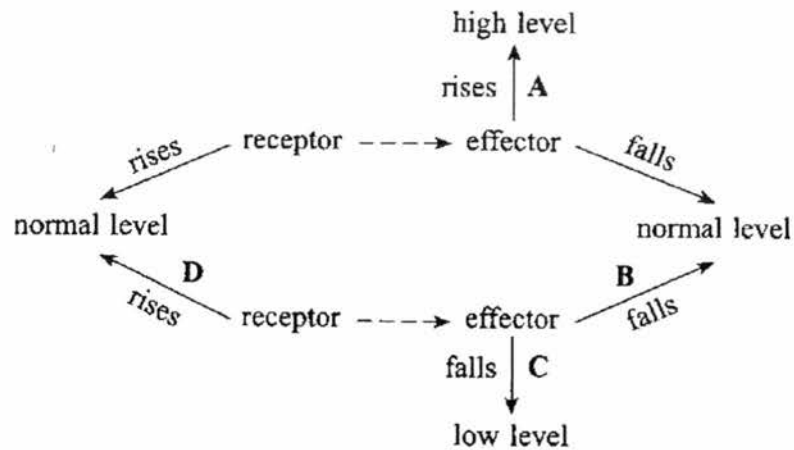 high level
rises A
rises receptor effector falls
normal level normal level
D B
rises receptor effector falls
falls C
low level